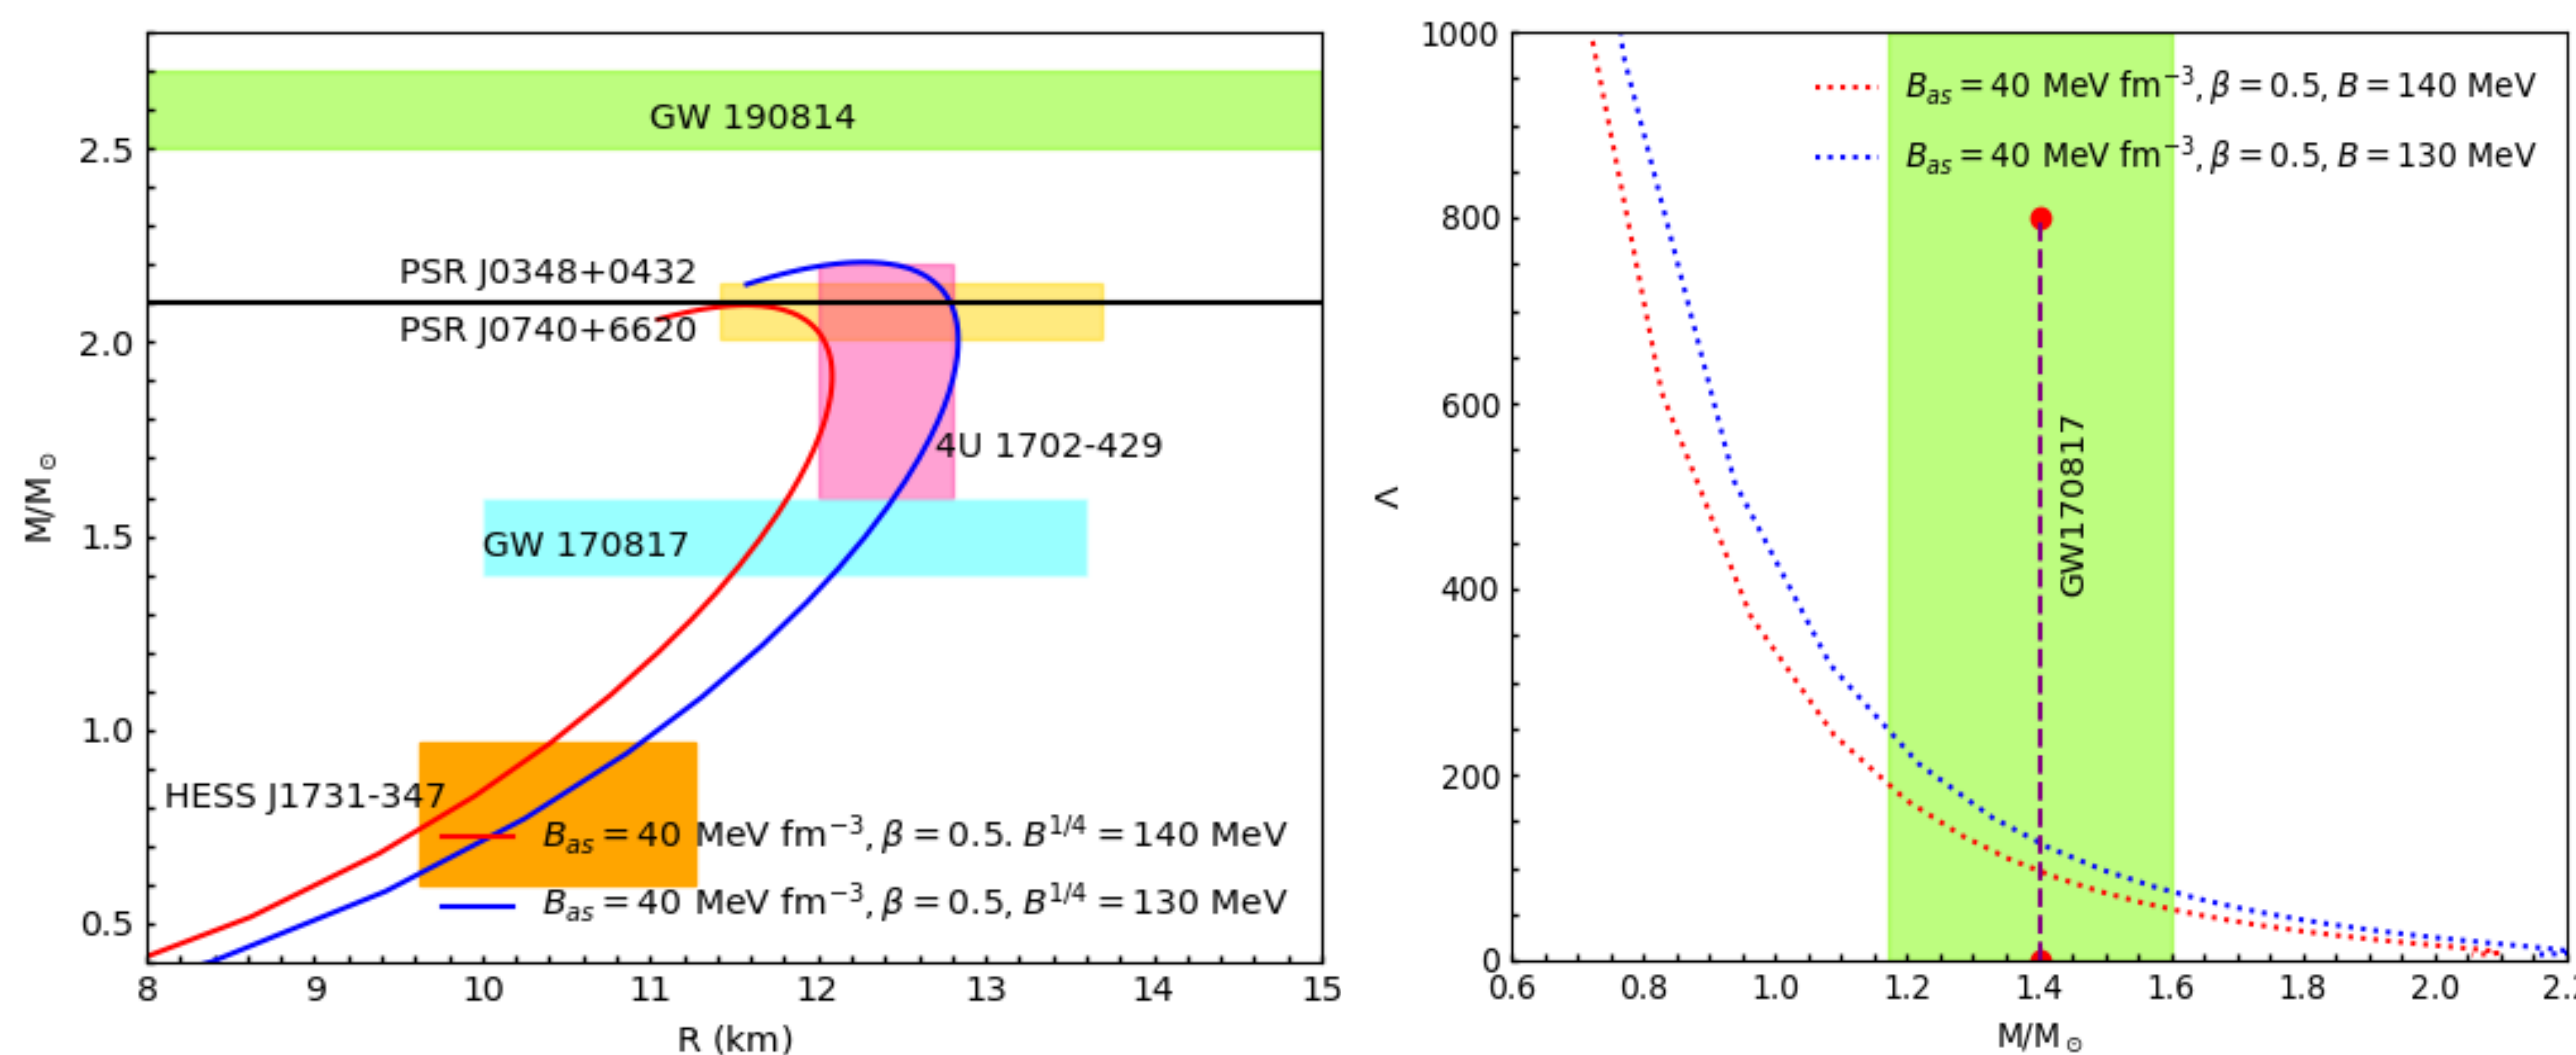 GW 190814
2.5
PSR J0348+0432
PSR J0740+6620
2.0
4U 1702-429
M/M⊙
1.5
GW 170817
1.0
HESS J1731-347
B_as = 40 MeV fm⁻³, β = 0.5. B^{1/4} = 140 MeV
B_as = 40 MeV fm⁻³, β = 0.5, B^{1/4} = 130 MeV
0.5
8 9 10 11 12 13 14 15
R (km)
1000
B_as = 40 MeV fm⁻³, β = 0.5, B = 140 MeV
B_as = 40 MeV fm⁻³, β = 0.5, B = 130 MeV
800
600
Λ
GW170817
400
200
0
0.6 0.8 1.0 1.2 1.4 1.6 1.8 2.0 2.
M/M⊙